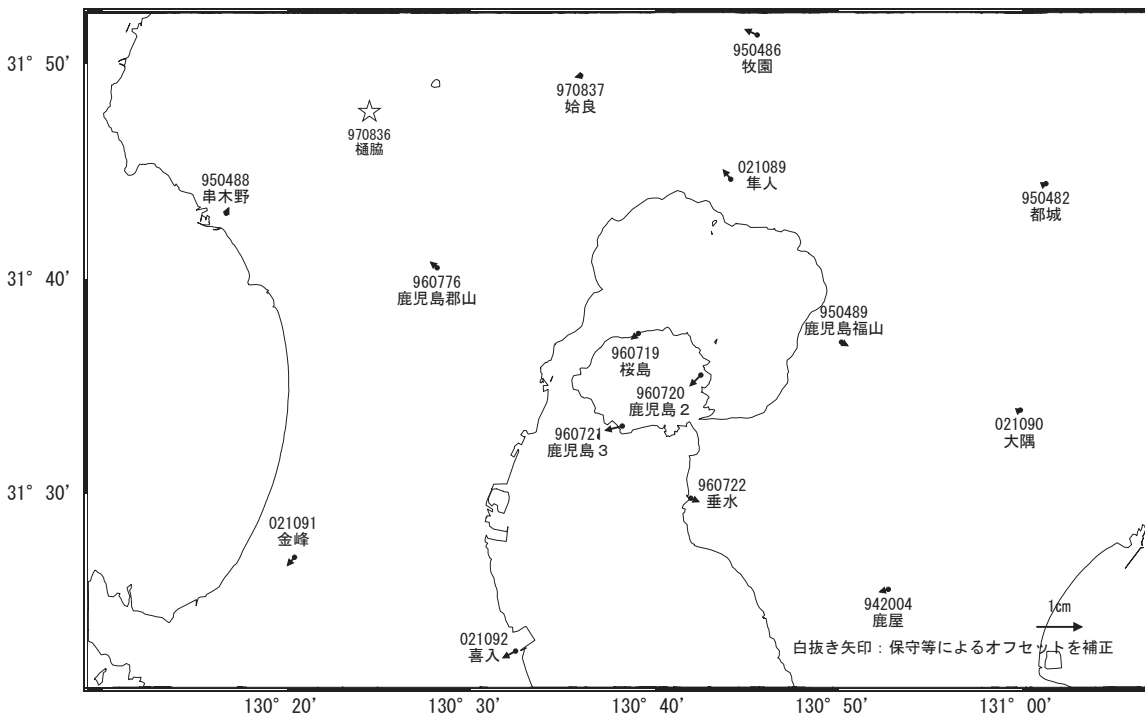 950486
牧園
31° 50′
970837
姶良
970836
樋脇
021089
隼人
950488
串木野
950482
都城
31° 40′
960776
鹿児島郡山
950489
鹿児島福山
960719
桜島
960720
鹿児島２
960721
鹿児島３
021090
大隅
31° 30′
960722
垂水
021091
金峰
942004
鹿屋
1cm
021092
喜入
白抜き矢印：保守等によるオフセットを補正
130° 20′
130° 30′
130° 40′
130° 50′
131° 00′